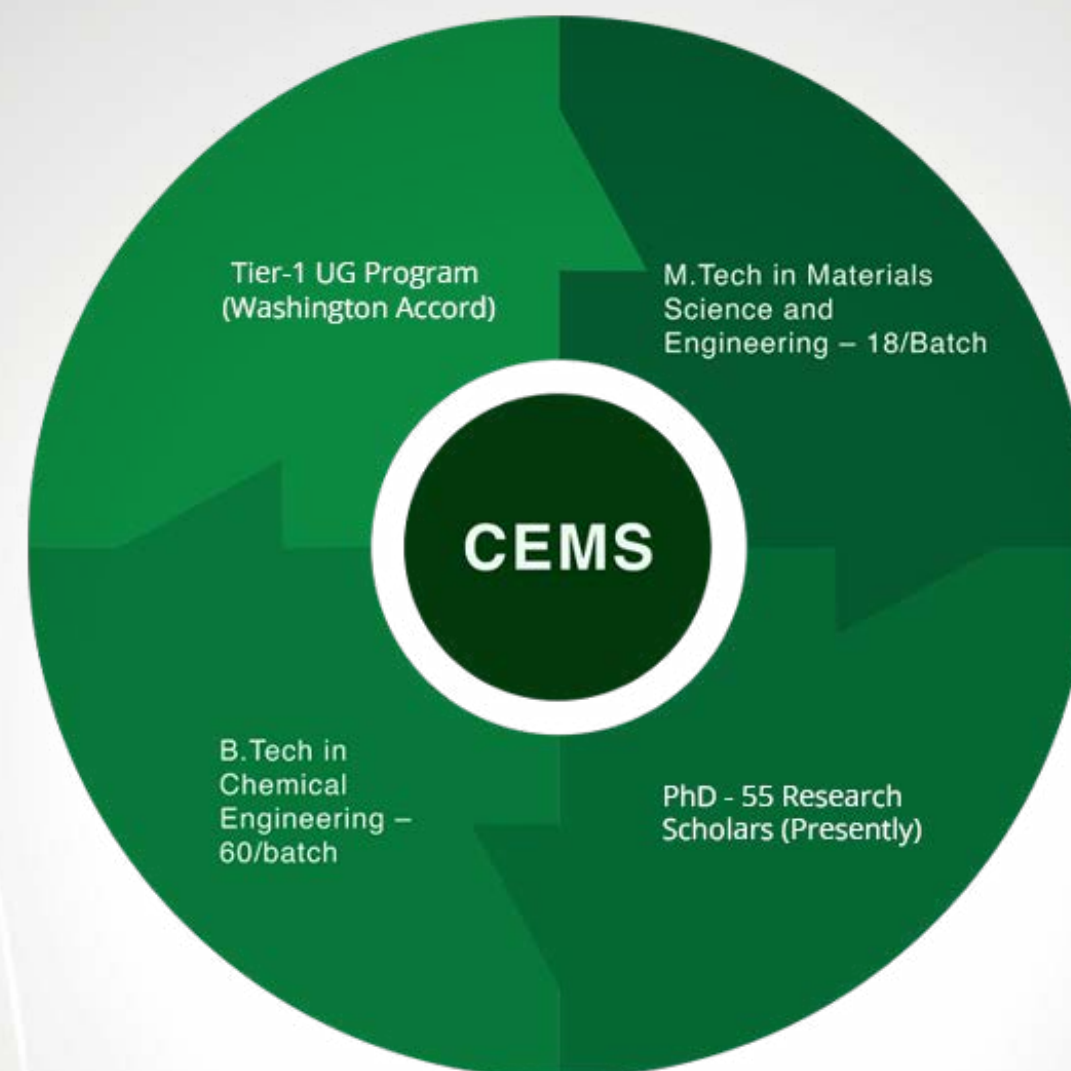 Tier-1 UG Program
(Washington Accord)
M.Tech in Materials
Science and
Engineering – 18/Batch
CEMS
B.Tech in
Chemical
Engineering –
60/batch
PhD - 55 Research
Scholars (Presently)